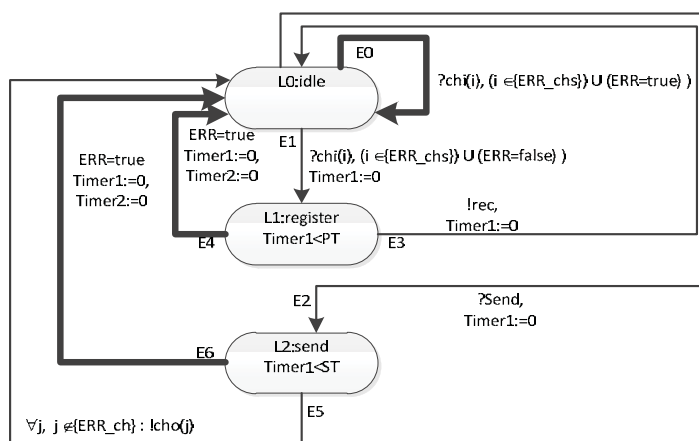 E0
L0:idle
?chi(i), (i ∈{ERR_chs}) U (ERR=true) )
ERR=true
Timer1:=0,
Timer2:=0
ERR=true
Timer1:=0,
Timer2:=0
E1
?chi(i), (i ∈{ERR_chs}) U (ERR=false) )
Timer1:=0
L1:register
Timer1<PT
!rec,
Timer1:=0
E4
E3
E2
?Send,
Timer1:=0
L2:send
Timer1<ST
E6
E5
∀j, j ∉{ERR_ch} : !cho(j)